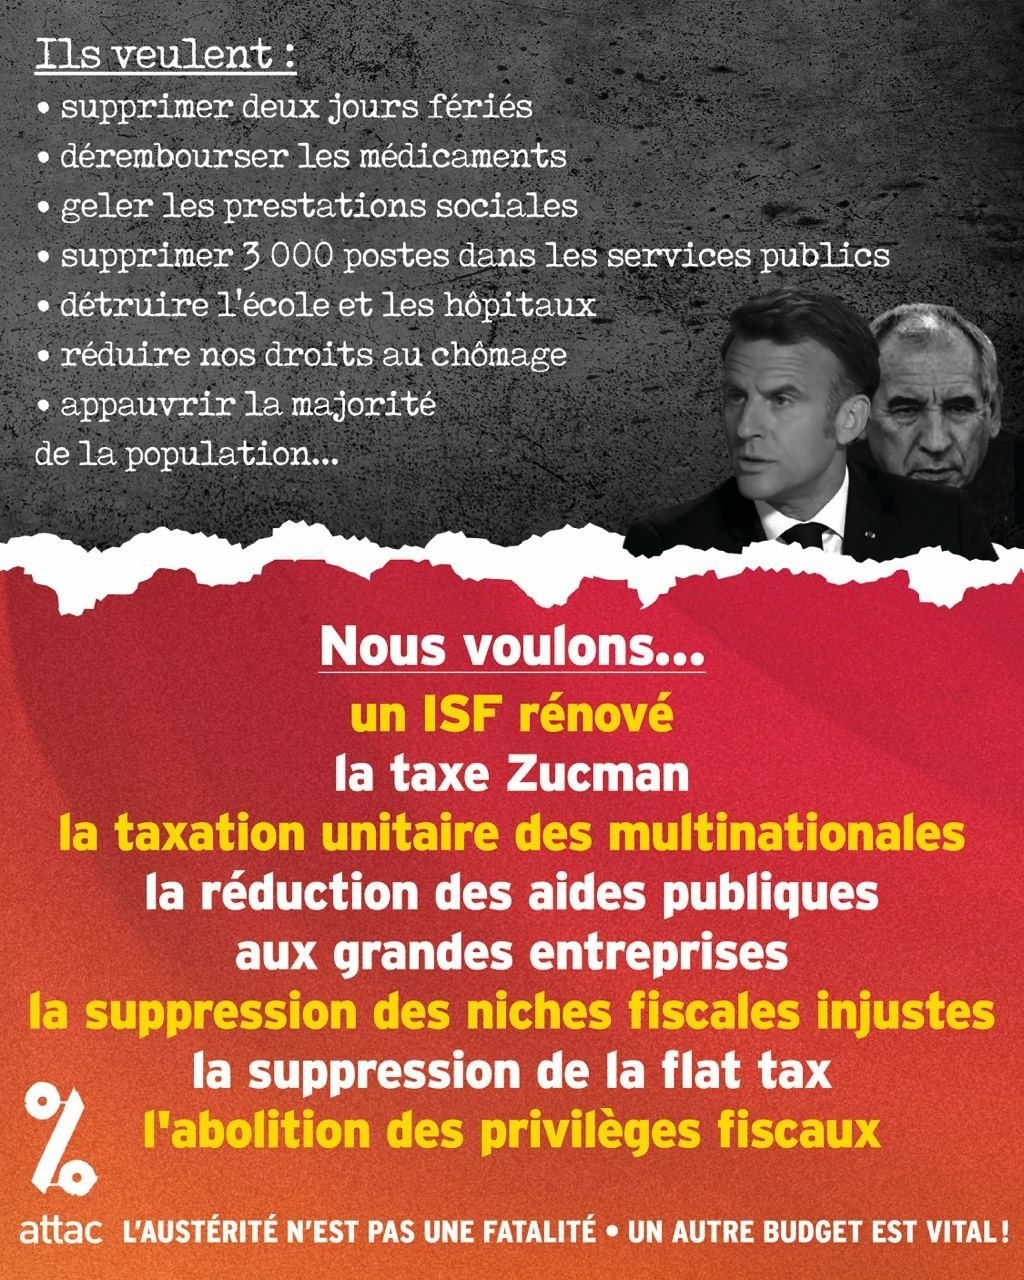 Ils veulent :
• supprimer deux jours fériés
• dérembourser les médicaments
• geler les prestations sociales
• supprimer 3 000 postes dans les services publics
• détruire l'école et les hôpitaux
• réduire nos droits au chômage
• appauvrir la majorité
de la population...
Nous voulons...
un ISF rénové
la taxe Zucman
la taxation unitaire des multinationales
la réduction des aides publiques
aux grandes entreprises
la suppression des niches fiscales injustes
la suppression de la flat tax
l'abolition des privilèges fiscaux
%
attac L'AUSTÉRITÉ N'EST PAS UNE FATALITÉ • UN AUTRE BUDGET EST VITAL!